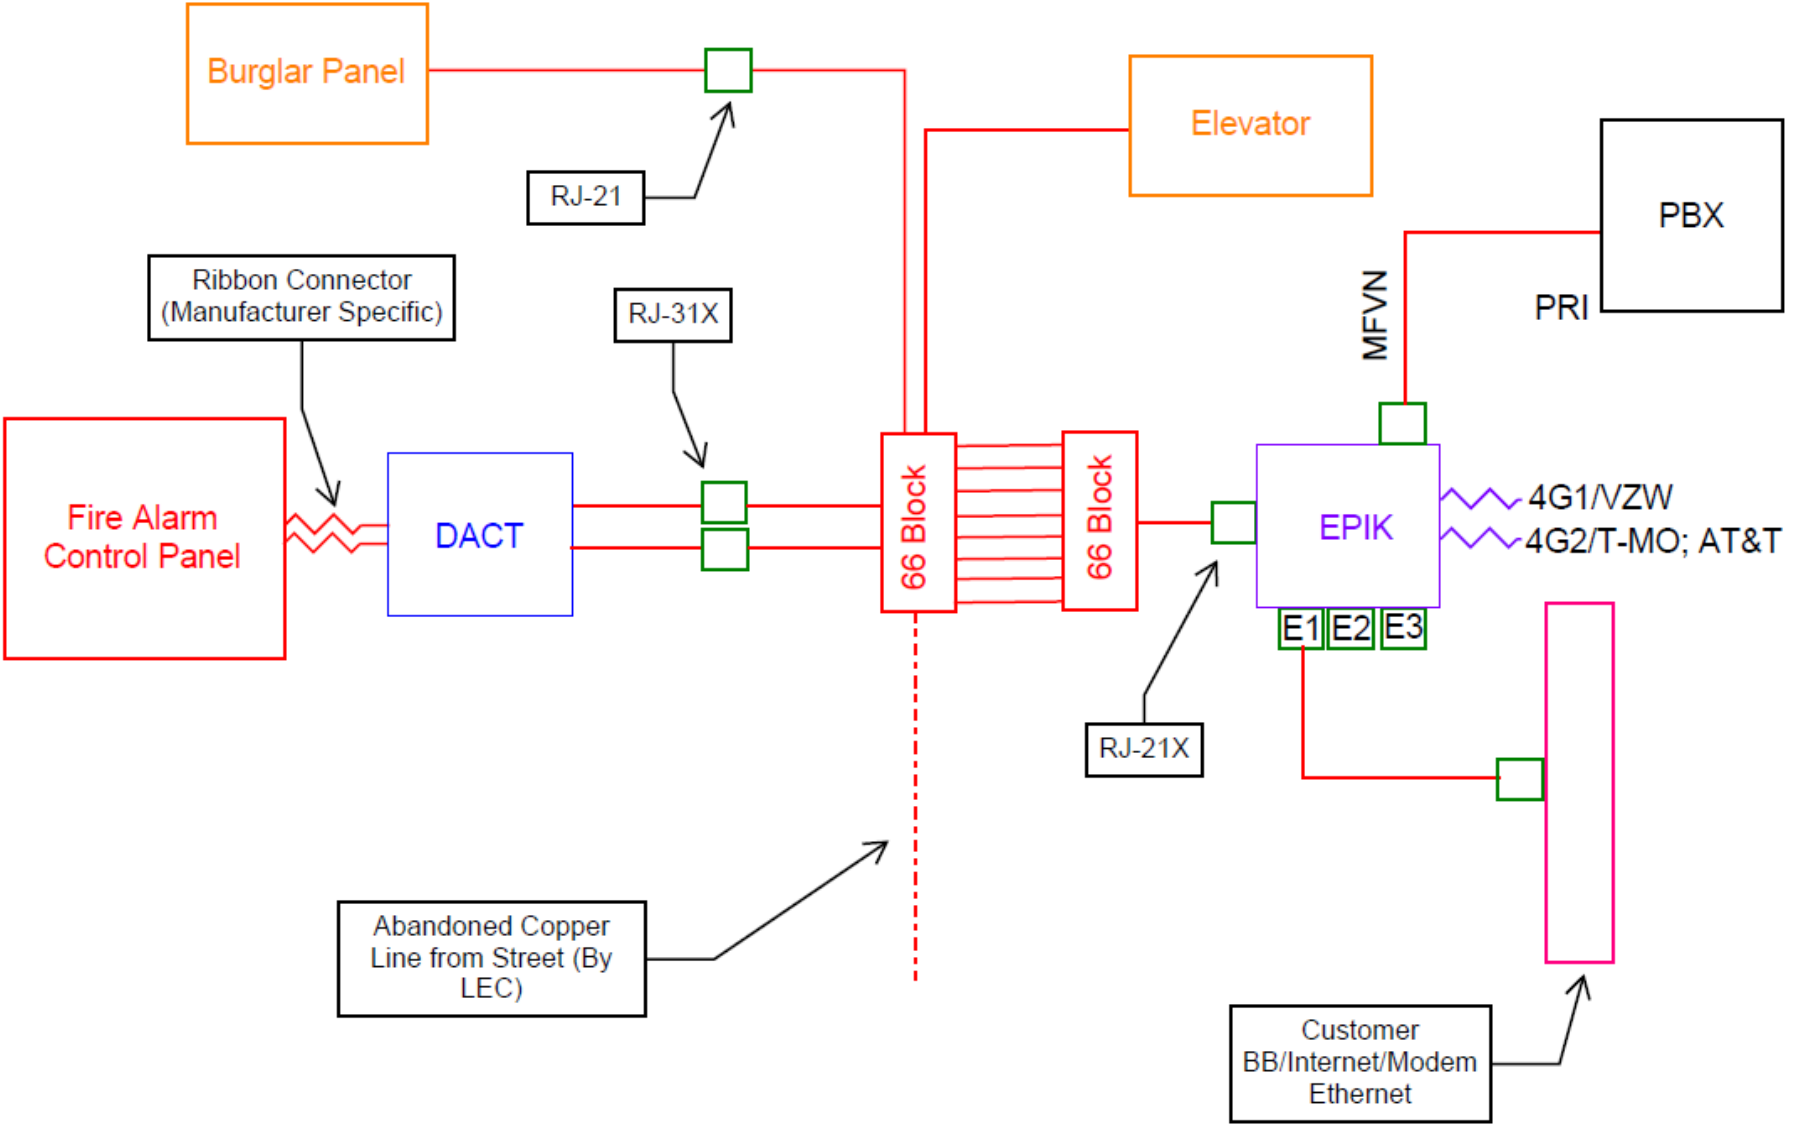 Burglar Panel
Elevator
RJ-21
PBX
Ribbon Connector
(Manufacturer Specific)
RJ-31X
MFVN
PRI
Fire Alarm
Control Panel
DACT
66 Block
66 Block
EPIK
4G1/VZW
4G2/T-MO; AT&T
E1
E2
E3
RJ-21X
Abandoned Copper
Line from Street (By
LEC)
Customer
BB/Internet/Modem
Ethernet